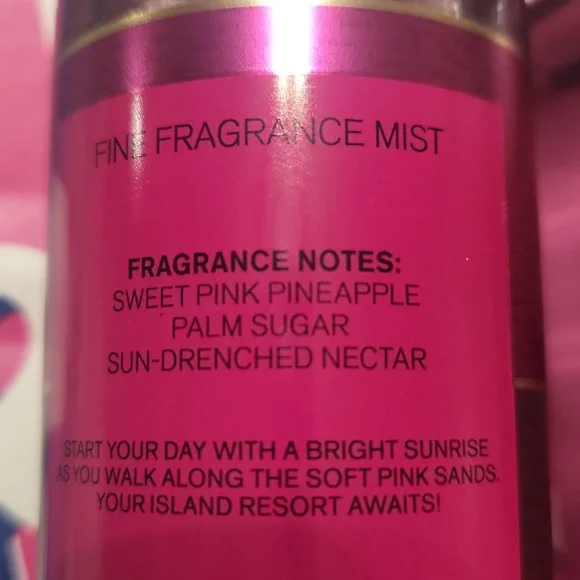 FINE FRAGRANCE MIST
FRAGRANCE NOTES:
SWEET PINK PINEAPPLE
PALM SUGAR
SUN-DRENCHED NECTAR
START YOUR DAY WITH A BRIGHT SUNRISE
AS YOU WALK ALONG THE SOFT PINK SANDS.
YOUR ISLAND RESORT AWAITS!